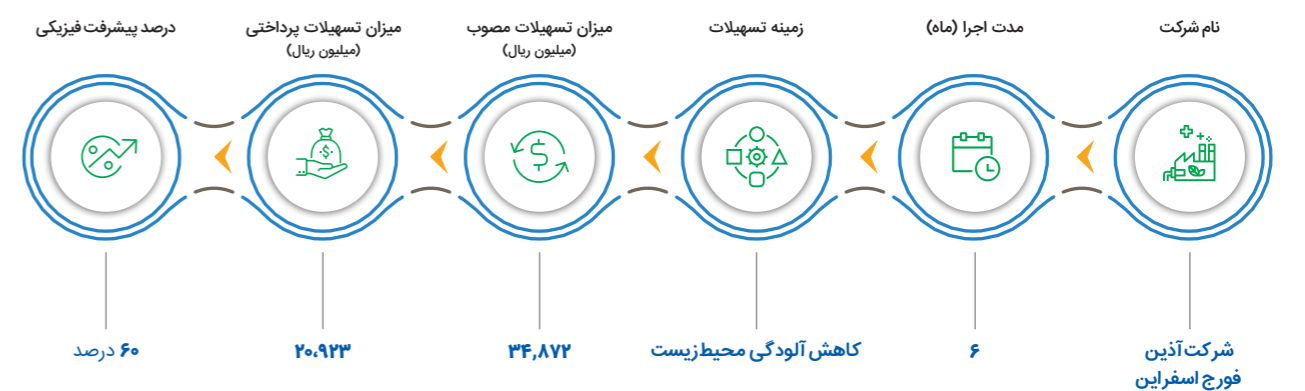 نام شرکت
مدت اجرا (ماه)
زمینه تسهیلات
میزان تسهیلات مصوب
(میلیون ریال)
میزان تسهیلات پرداختی
(میلیون ریال)
درصد پیشرفت فیزیکی
شرکت آذین
فورج اسفراین
۶
کاهش آلودگی محیط‌زیست
۳۴,۸۷۲
۲۰،۹۲۳
۶۰ درصد